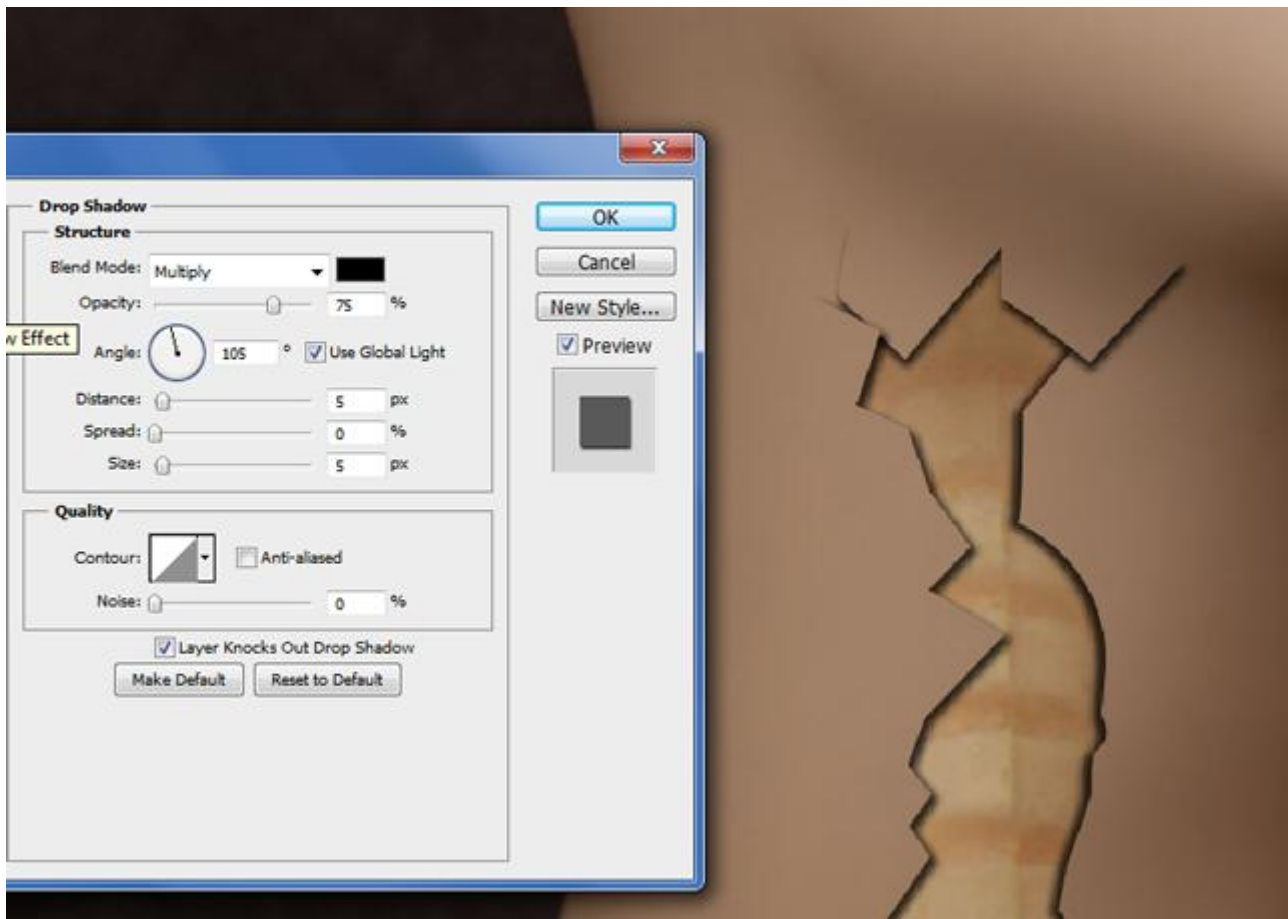 Drop Shadow
Structure
Blend Mode: Multiply
Opacity: 75 %
Effect
Angle: 105 ° Use Global Light
Distance: 5 px
Spread: 0 %
Size: 5 px
Quality
Contour: Anti-aliased
Noise: 0 %
Layer Knocks Out Drop Shadow
Make Default Reset to Default
OK
Cancel
New Style...
Preview